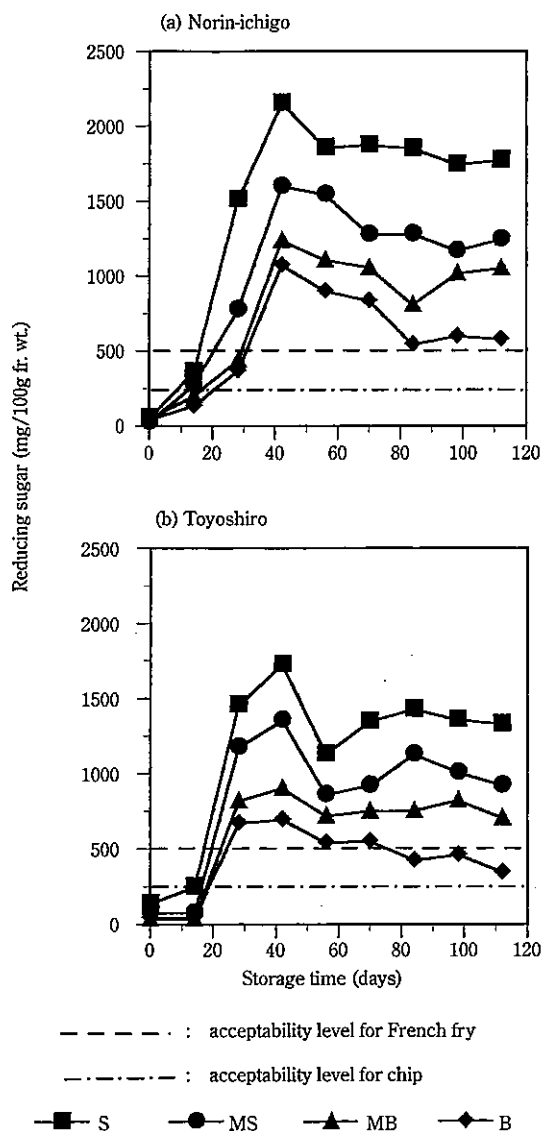 (a) Norin-ichigo
2500
2000
1500
1000
500
0
0 20 40 60 80 100 120
Reducing sugar (mg/100g fr. wt.)
(b) Toyoshiro
2500
2000
1500
1000
500
0
0 20 40 60 80 100 120
Storage time (days)
: acceptability level for French fry
: acceptability level for chip
S MS MB B